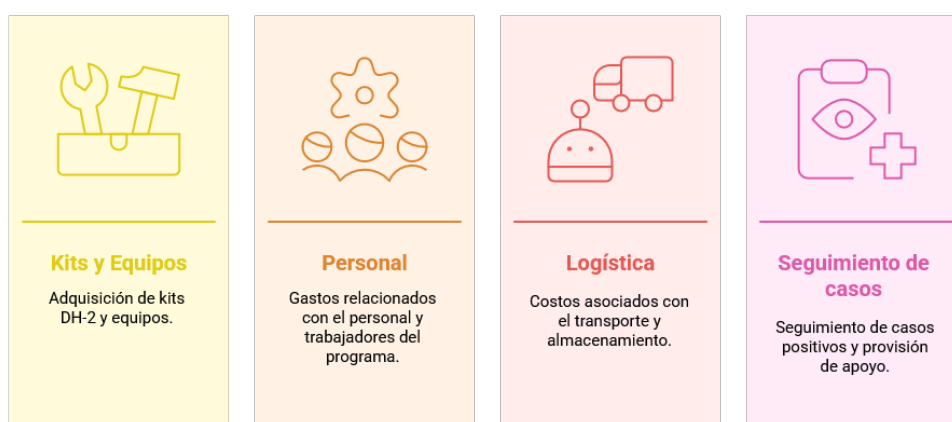 Kits y Equipos
Adquisición de kits
DH-2 y equipos.
Personal
Gastos relacionados
con el personal y
trabajadores del
programa.
Logística
Costos asociados con
el transporte y
almacenamiento.
Seguimiento de
casos
Seguimiento de casos
positivos y provisión
de apoyo.